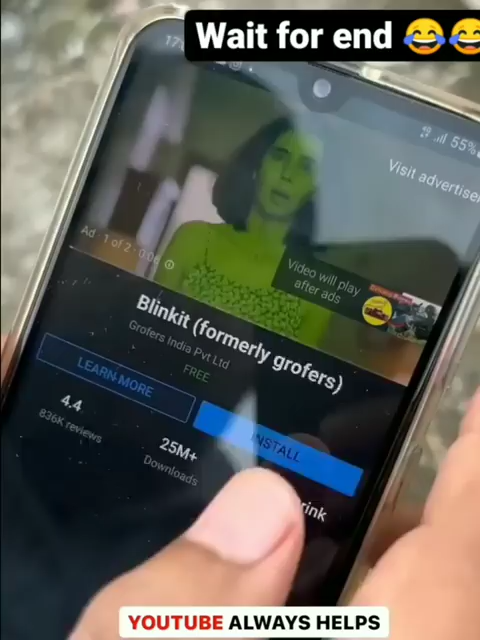 Wait for end 😂😂
55%
Visit advertiser
Ad · 1 of 2 · 0:06
Video will play
after ads
Blinkit (formerly grofers)
Grofers India Pvt Ltd
FREE
LEARN MORE
INSTALL
4.4
836K reviews
25M+
Downloads
rink
YOUTUBE ALWAYS HELPS